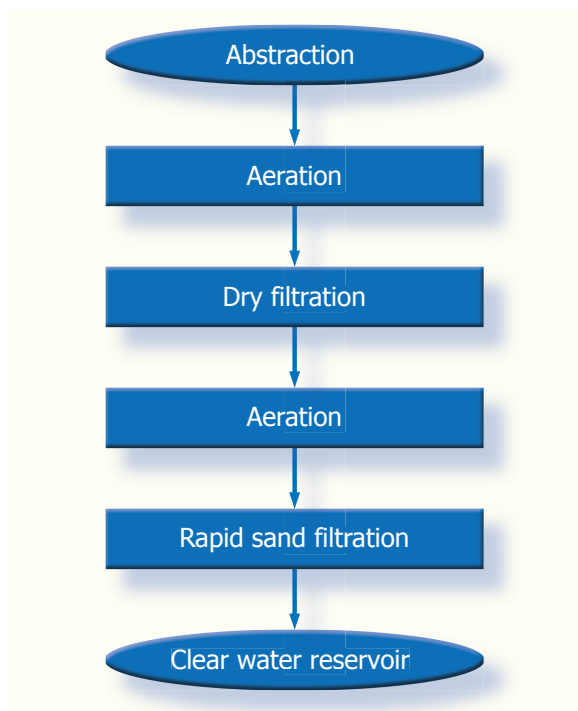 Abstraction
Aeration
Dry filtration
Aeration
Rapid sand filtration
Clear water reservoir